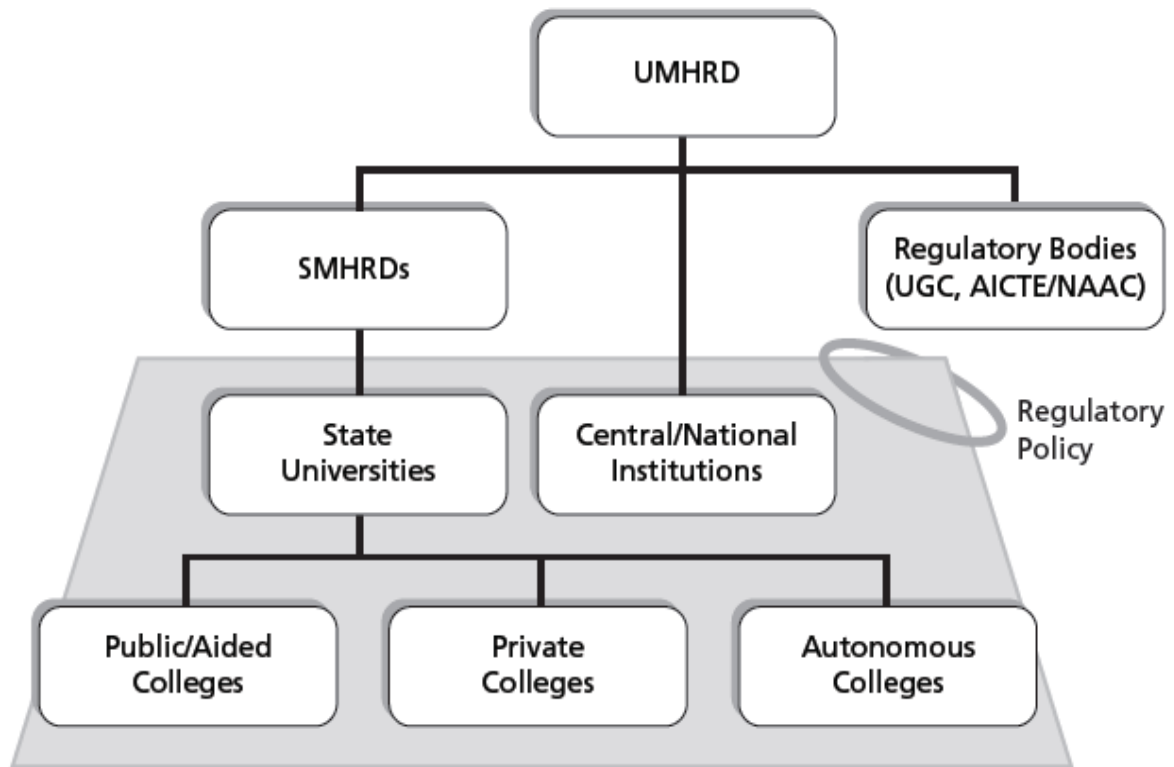 UMHRD
SMHRDs
Regulatory Bodies
(UGC, AICTE/NAAC)
State
Universities
Central/National
Institutions
Regulatory
Policy
Public/Aided
Colleges
Private
Colleges
Autonomous
Colleges